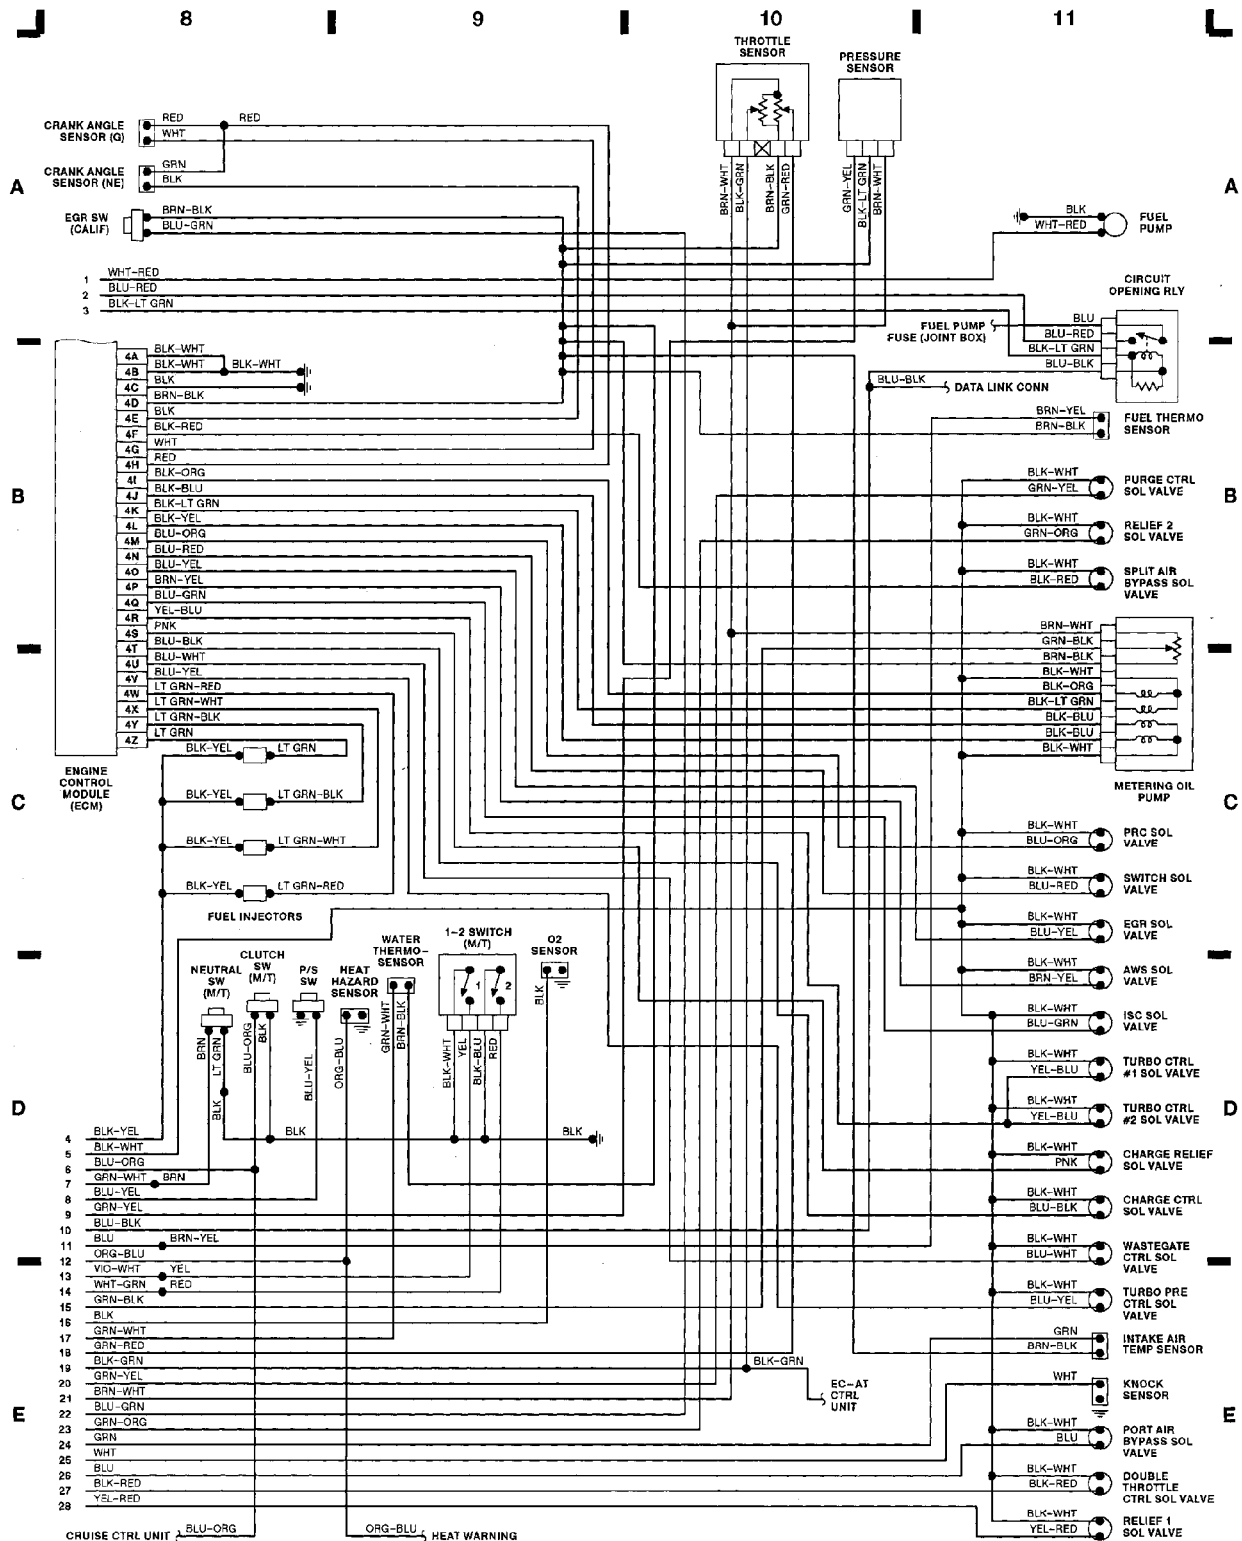 8
9
10
11
THROTTLE
SENSOR
PRESSURE
SENSOR
CRANK ANGLE
SENSOR (G)
RED
RED
WHT
CRANK ANGLE
SENSOR (NE)
GRN
BLK
A
A
EGR SW
(CALIF)
BRN-BLK
BLU-GRN
BRN-WHT
BLK-GRN
BRN-BLK
GRN-RED
GRN-YEL
BLK-LT GRN
BRN-WHT
BLK
WHT-RED
FUEL
PUMP
1 WHT-RED
2 BLU-RED
3 BLK-LT GRN
CIRCUIT
OPENING RLY
FUEL PUMP
FUSE (JOINT BOX)
BLU
BLU-RED
BLK-LT GRN
BLU-BLK
BLU-BLK
DATA LINK CONN
4A BLK-WHT
4B BLK-WHT
BLK-WHT
4C BLK
4D BRN-BLK
4E BLK
4F BLK-RED
4G WHT
4H RED
4I BLK-ORG
4J BLK-BLU
4K BLK-LT GRN
4L BLK-YEL
4M BLU-ORG
4N BLU-RED
4O BLU-YEL
4P BRN-YEL
4Q BLU-GRN
4R YEL-BLU
4S PNK
4T BLU-BLK
4U BLU-WHT
4V BLU-YEL
4W LT GRN-RED
4X LT GRN-WHT
4Y LT GRN-BLK
4Z LT GRN
B
B
BRN-YEL
BRN-BLK
FUEL THERMO
SENSOR
BLK-WHT
GRN-YEL
PURGE CTRL
SOL VALVE
BLK-WHT
GRN-ORG
RELIEF 2
SOL VALVE
BLK-WHT
BLK-RED
SPLIT AIR
BYPASS SOL
VALVE
BRN-WHT
GRN-BLK
BRN-BLK
BLK-WHT
BLK-ORG
BLK-LT GRN
BLK-BLU
BLK-BLU
BLK-WHT
METERING OIL
PUMP
ENGINE
CONTROL
MODULE
(ECM)
BLK-YEL
LT GRN
BLK-YEL
LT GRN-BLK
BLK-YEL
LT GRN-WHT
BLK-YEL
LT GRN-RED
FUEL INJECTORS
C
C
BLK-WHT
BLU-ORG
PRC SOL
VALVE
BLK-WHT
BLU-RED
SWITCH SOL
VALVE
BLK-WHT
BLU-YEL
EGR SOL
VALVE
BLK-WHT
BRN-YEL
AWS SOL
VALVE
BLK-WHT
BLU-GRN
ISC SOL
VALVE
BLK-WHT
YEL-BLU
TURBO CTRL
#1 SOL VALVE
BLK-WHT
YEL-BLU
TURBO CTRL
#2 SOL VALVE
BLK-WHT
PNK
CHARGE RELIEF
SOL VALVE
BLK-WHT
BLU-BLK
CHARGE CTRL
SOL VALVE
BLK-WHT
BLU-WHT
WASTEGATE
CTRL SOL
VALVE
BLK-WHT
BLU-YEL
TURBO PRE
CTRL SOL
VALVE
GRN
BRN-BLK
INTAKE AIR
TEMP SENSOR
WHT
KNOCK
SENSOR
BLK-WHT
BLU
PORT AIR
BYPASS SOL
VALVE
BLK-WHT
BLK-RED
DOUBLE
THROTTLE
CTRL SOL VALVE
BLK-WHT
YEL-RED
RELIEF 1
SOL VALVE
NEUTRAL
SW
(M/T)
CLUTCH
SW
(M/T)
P/S
SW
HEAT
HAZARD
SENSOR
WATER
THERMO-
SENSOR
1-2 SWITCH
(M/T)
1
2
O2
SENSOR
BRN
LT GRN
BLK
BLU-ORG
BLK
BLU-YEL
ORG-BLU
GRN-WHT
BRN-BLK
BLK-WHT
YEL
BLK-BLU
RED
BLK
BLK
BLK
D
D
4 BLK-YEL
5 BLK-WHT
6 BLU-ORG
7 GRN-WHT BRN
8 BLU-YEL
9 GRN-YEL
10 BLU-BLK
11 BLU BRN-YEL
12 ORG-BLU
13 VIO-WHT YEL
14 WHT-GRN RED
15 GRN-BLK
16 BLK
17 GRN-WHT
18 GRN-RED
19 BLK-GRN
20 GRN-YEL
21 BRN-WHT
22 BLU-GRN
23 GRN-ORG
24 GRN
25 WHT
26 BLU
27 BLK-RED
28 YEL-RED
BLK-GRN
EC-AT
CTRL
UNIT
E
E
CRUISE CTRL UNIT
BLU-ORG
ORG-BLU
HEAT WARNING